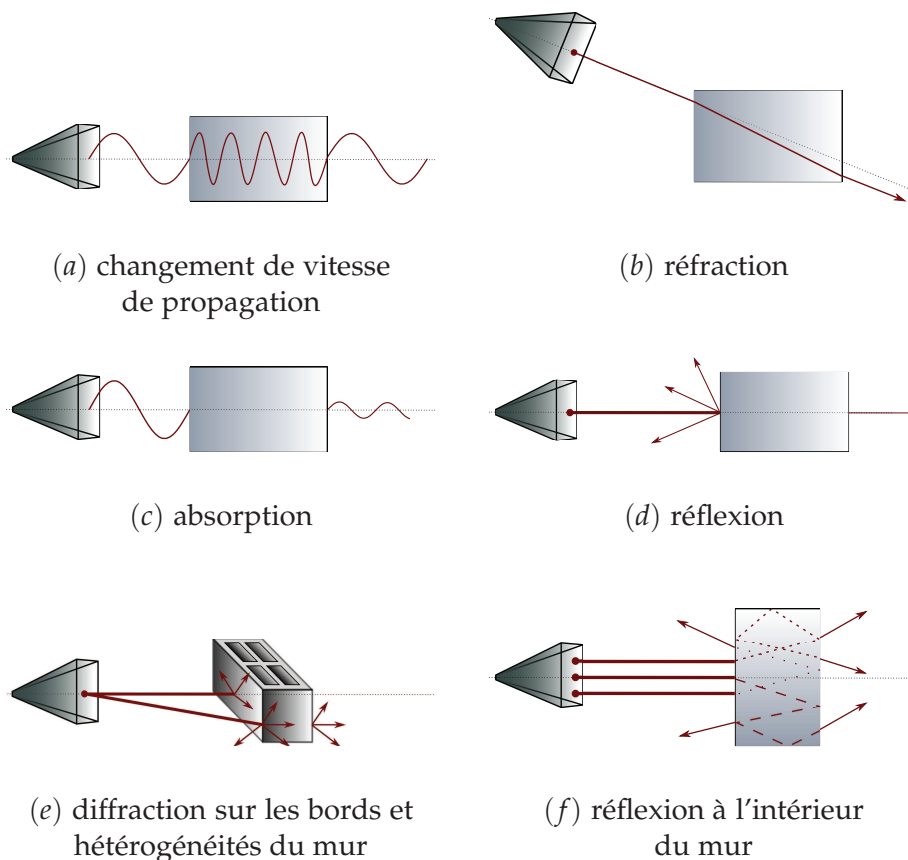 (a) changement de vitesse
de propagation
(b) réfraction
(c) absorption
(d) réflexion
(e) diffraction sur les bords et
hétérogénéités du mur
(f) réflexion à l'intérieur
du mur